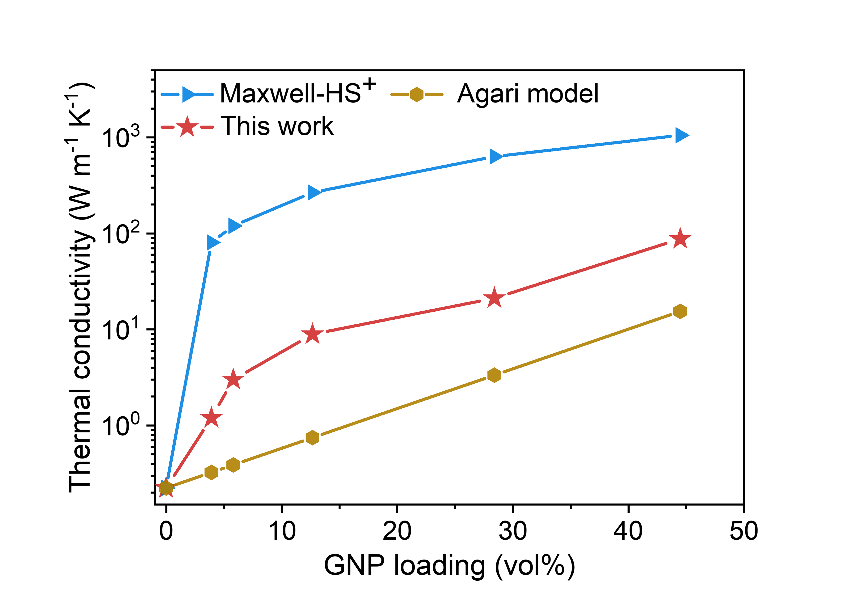 Maxwell-HS⁺ Agari model
This work
Thermal conductivity (W m⁻¹ K⁻¹)
10³
10²
10¹
10⁰
0 10 20 30 40 50
GNP loading (vol%)